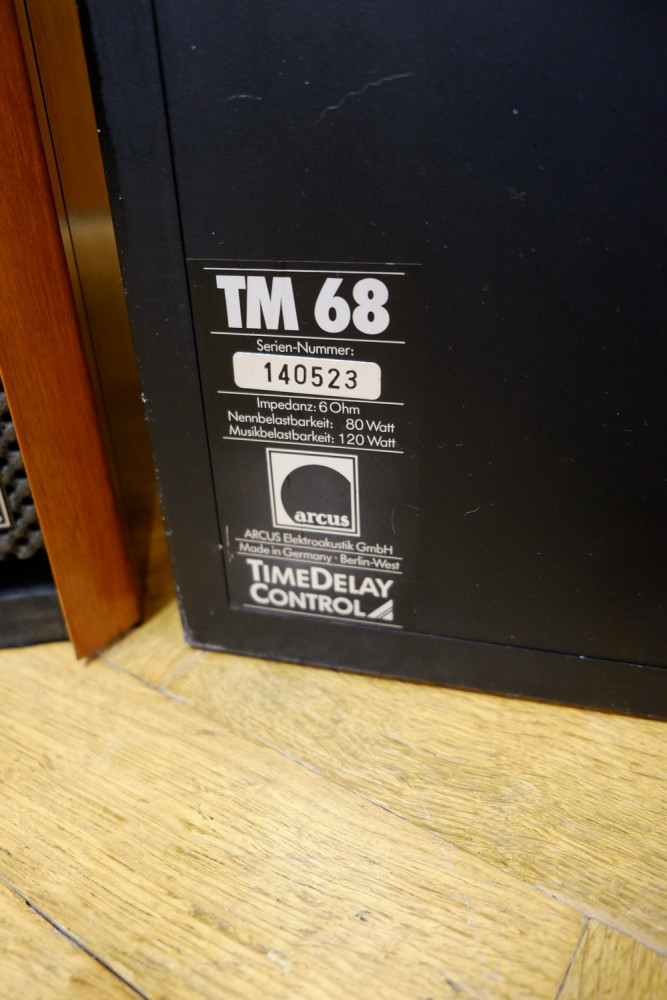 TM 68
Serien-Nummer:
140523
Impedanz: 6 Ohm
Nennbelastbarkeit: 80 Watt
Musikbelastbarkeit: 120 Watt
arcus
ARCUS Elektroakustik GmbH
Made in Germany · Berlin-West
TIMEDELAY
CONTROL